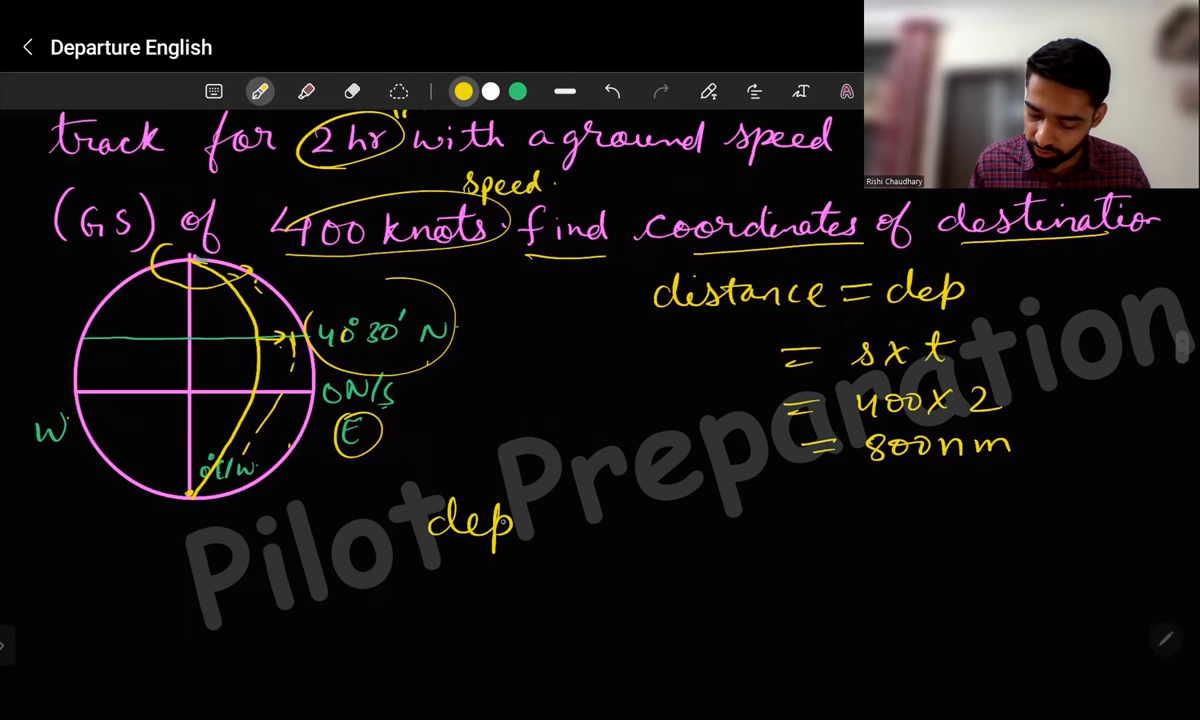 Departure English
Rishi Chaudhary
track for 2 hr" with a ground speed
speed.
(GS) of 400 knots. find coordinates of destination
distance = dep
40° 30' N
= s x t
0 N/S
= 400 x 2
W
E
= 800 nm
0°E/W.
dep
Pilot Preparation